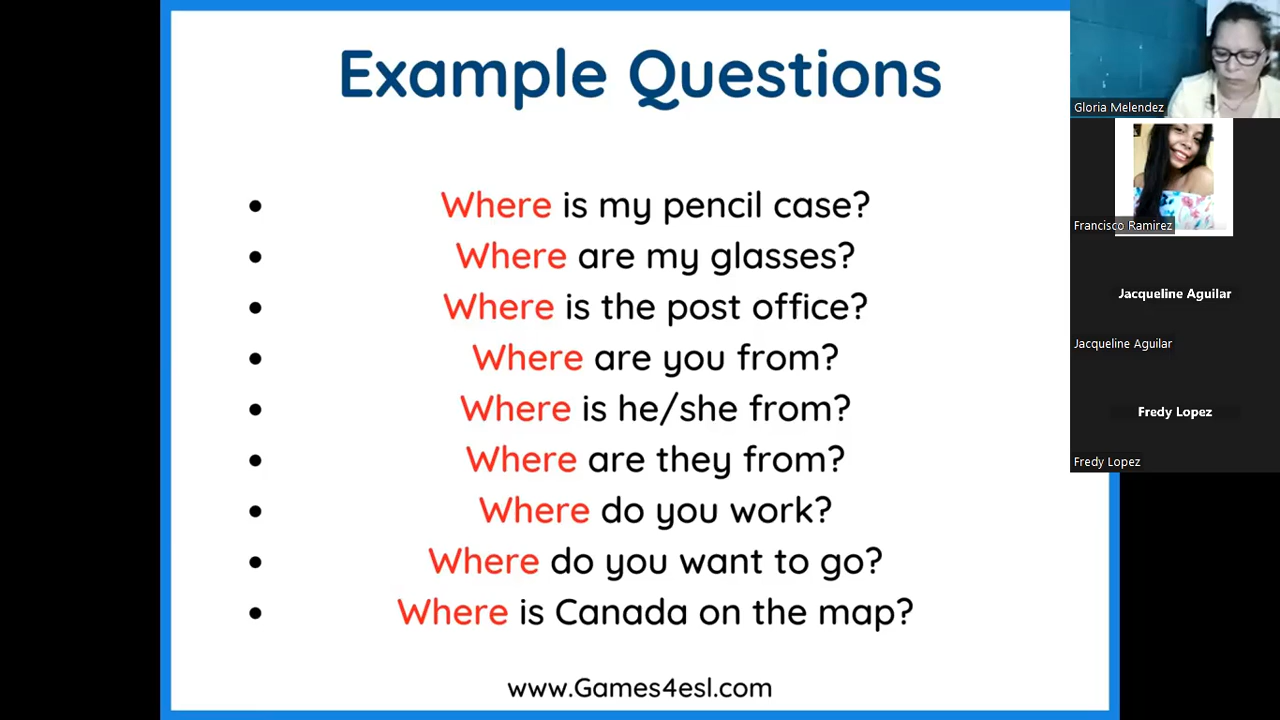 Example Questions
Where is my pencil case?
Where are my glasses?
Where is the post office?
Where are you from?
Where is he/she from?
Where are they from?
Where do you work?
Where do you want to go?
Where is Canada on the map?
www.Games4esl.com
Gloria Melendez
Francisco Ramirez
Jacqueline Aguilar
Jacqueline Aguilar
Fredy Lopez
Fredy Lopez